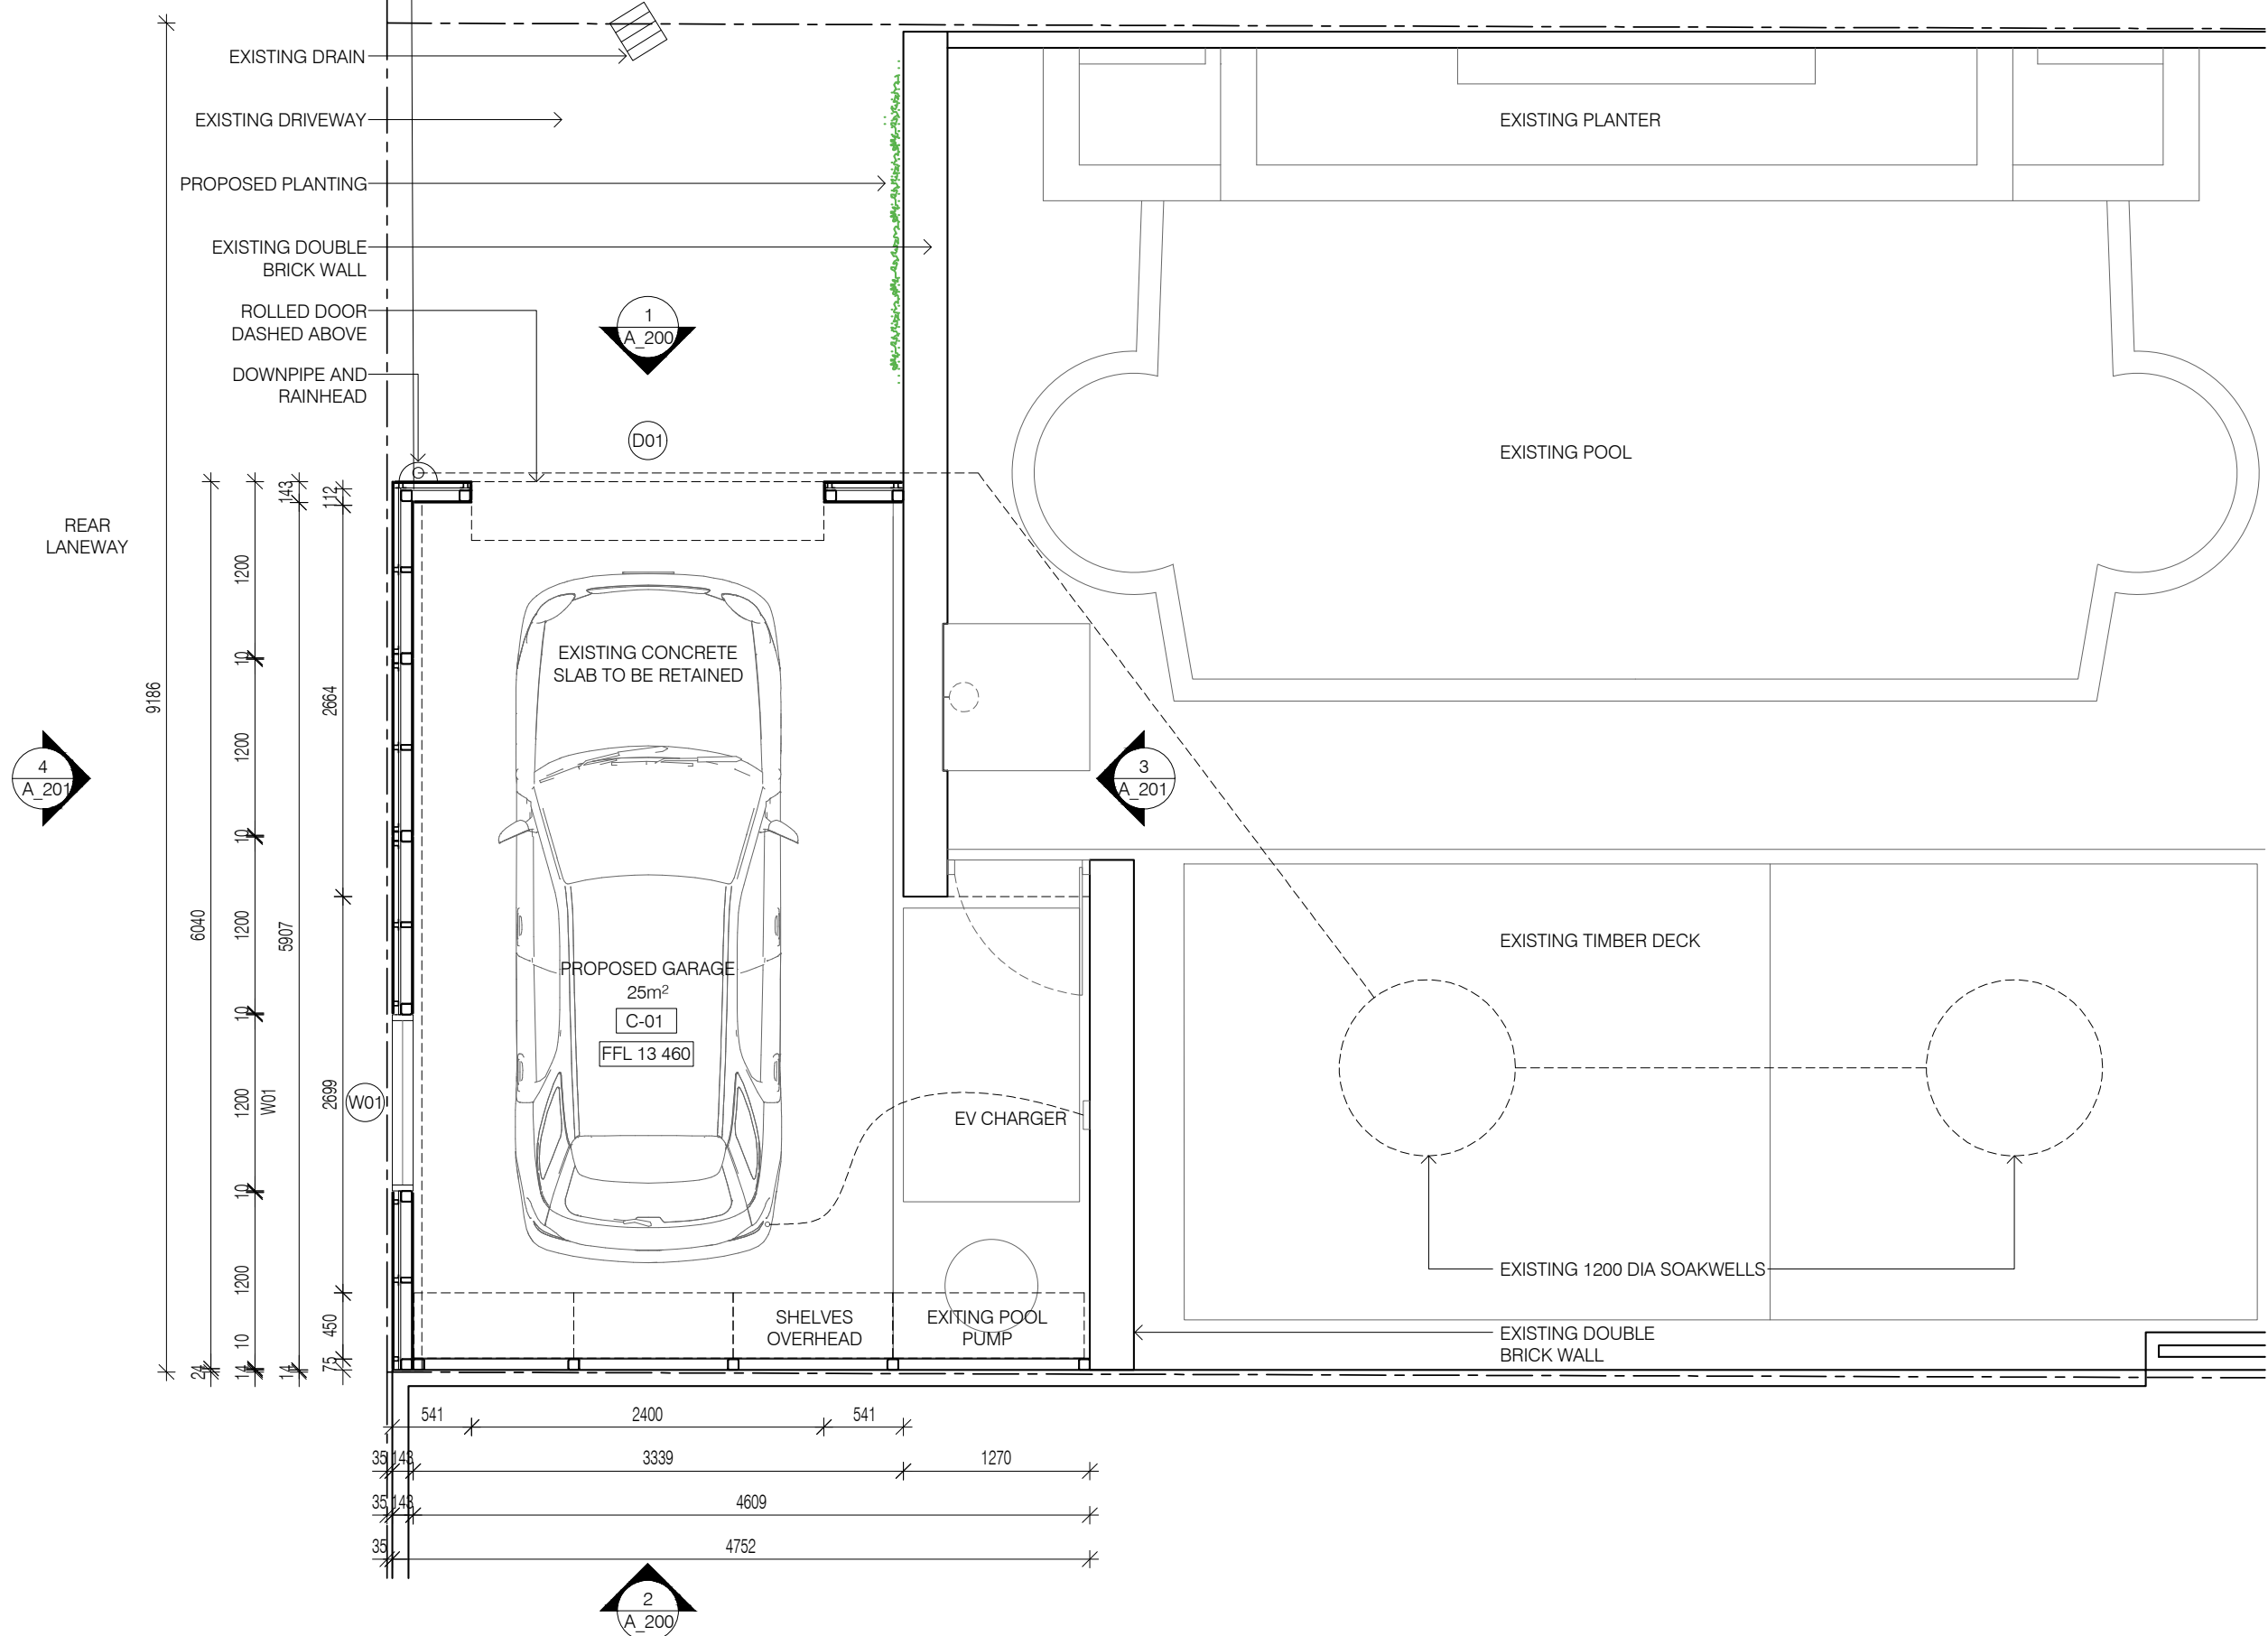 EXISTING DRAIN
EXISTING DRIVEWAY
PROPOSED PLANTING
EXISTING DOUBLE
BRICK WALL
ROLLED DOOR
DASHED ABOVE
DOWNPIPE AND
RAINHEAD
1
A_200
D01
EXISTING PLANTER
EXISTING POOL
REAR
LANEWAY
9186
6040
24
1200
10
1200
10
1200
10
1200
10
1200
10
14
W01
143
5907
14
112
2664
2699
450
75
W01
4
A_201
3
A_201
EXISTING CONCRETE
SLAB TO BE RETAINED
PROPOSED GARAGE
25m²
C-01
FFL 13 460
EV CHARGER
SHELVES
OVERHEAD
EXITING POOL
PUMP
EXISTING TIMBER DECK
EXISTING 1200 DIA SOAKWELLS
EXISTING DOUBLE
BRICK WALL
541
2400
541
35
143
3339
1270
35
143
4609
35
4752
2
A_200